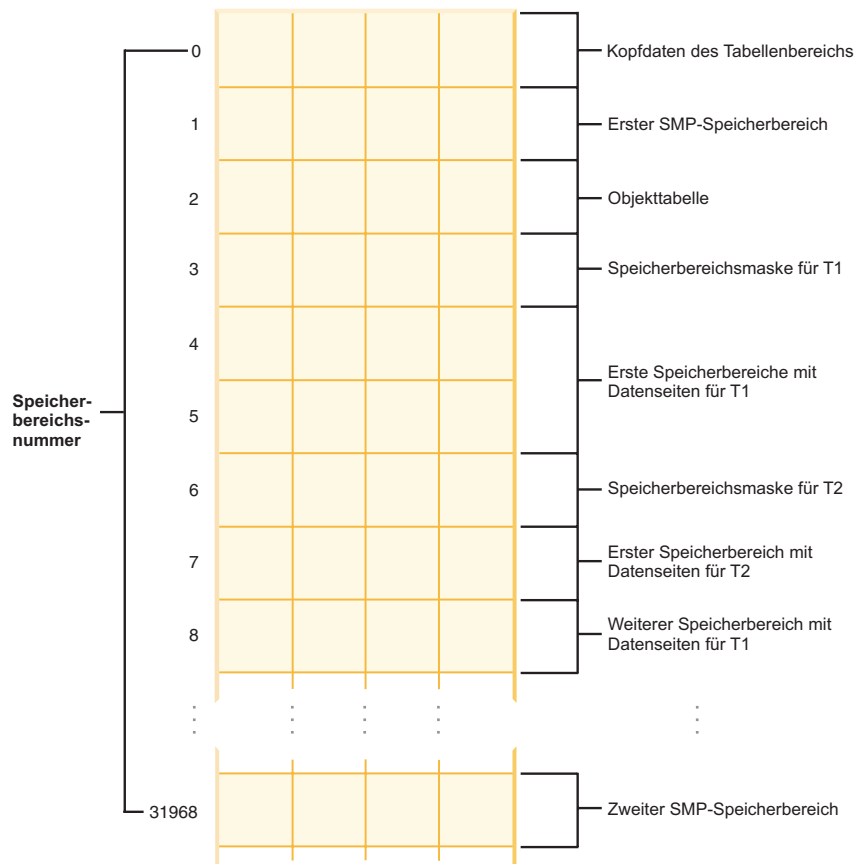 0
Kopfdaten des Tabellenbereichs
1
Erster SMP-Speicherbereich
2
Objekttabelle
3
Speicherbereichsmaske für T1
4
Erste Speicherbereiche mit
Datenseiten für T1
Speicher-
bereichs-
nummer
5
6
Speicherbereichsmaske für T2
7
Erster Speicherbereich mit
Datenseiten für T2
8
Weiterer Speicherbereich mit
Datenseiten für T1
31968
Zweiter SMP-Speicherbereich